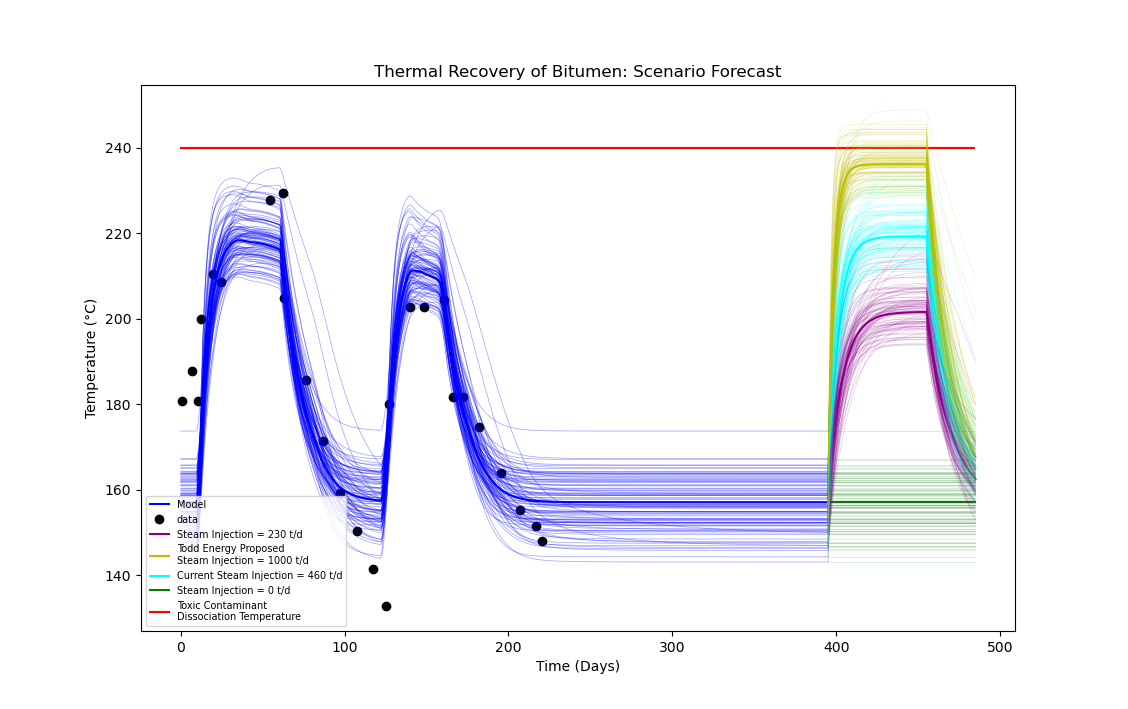 Thermal Recovery of Bitumen: Scenario Forecast
Temperature (°C)
240
220
200
180
160
140
Model
data
Steam Injection = 230 t/d
Todd Energy Proposed
Steam Injection = 1000 t/d
Current Steam Injection = 460 t/d
Steam Injection = 0 t/d
Toxic Contaminant
Dissociation Temperature
0 100 200 300 400 500
Time (Days)